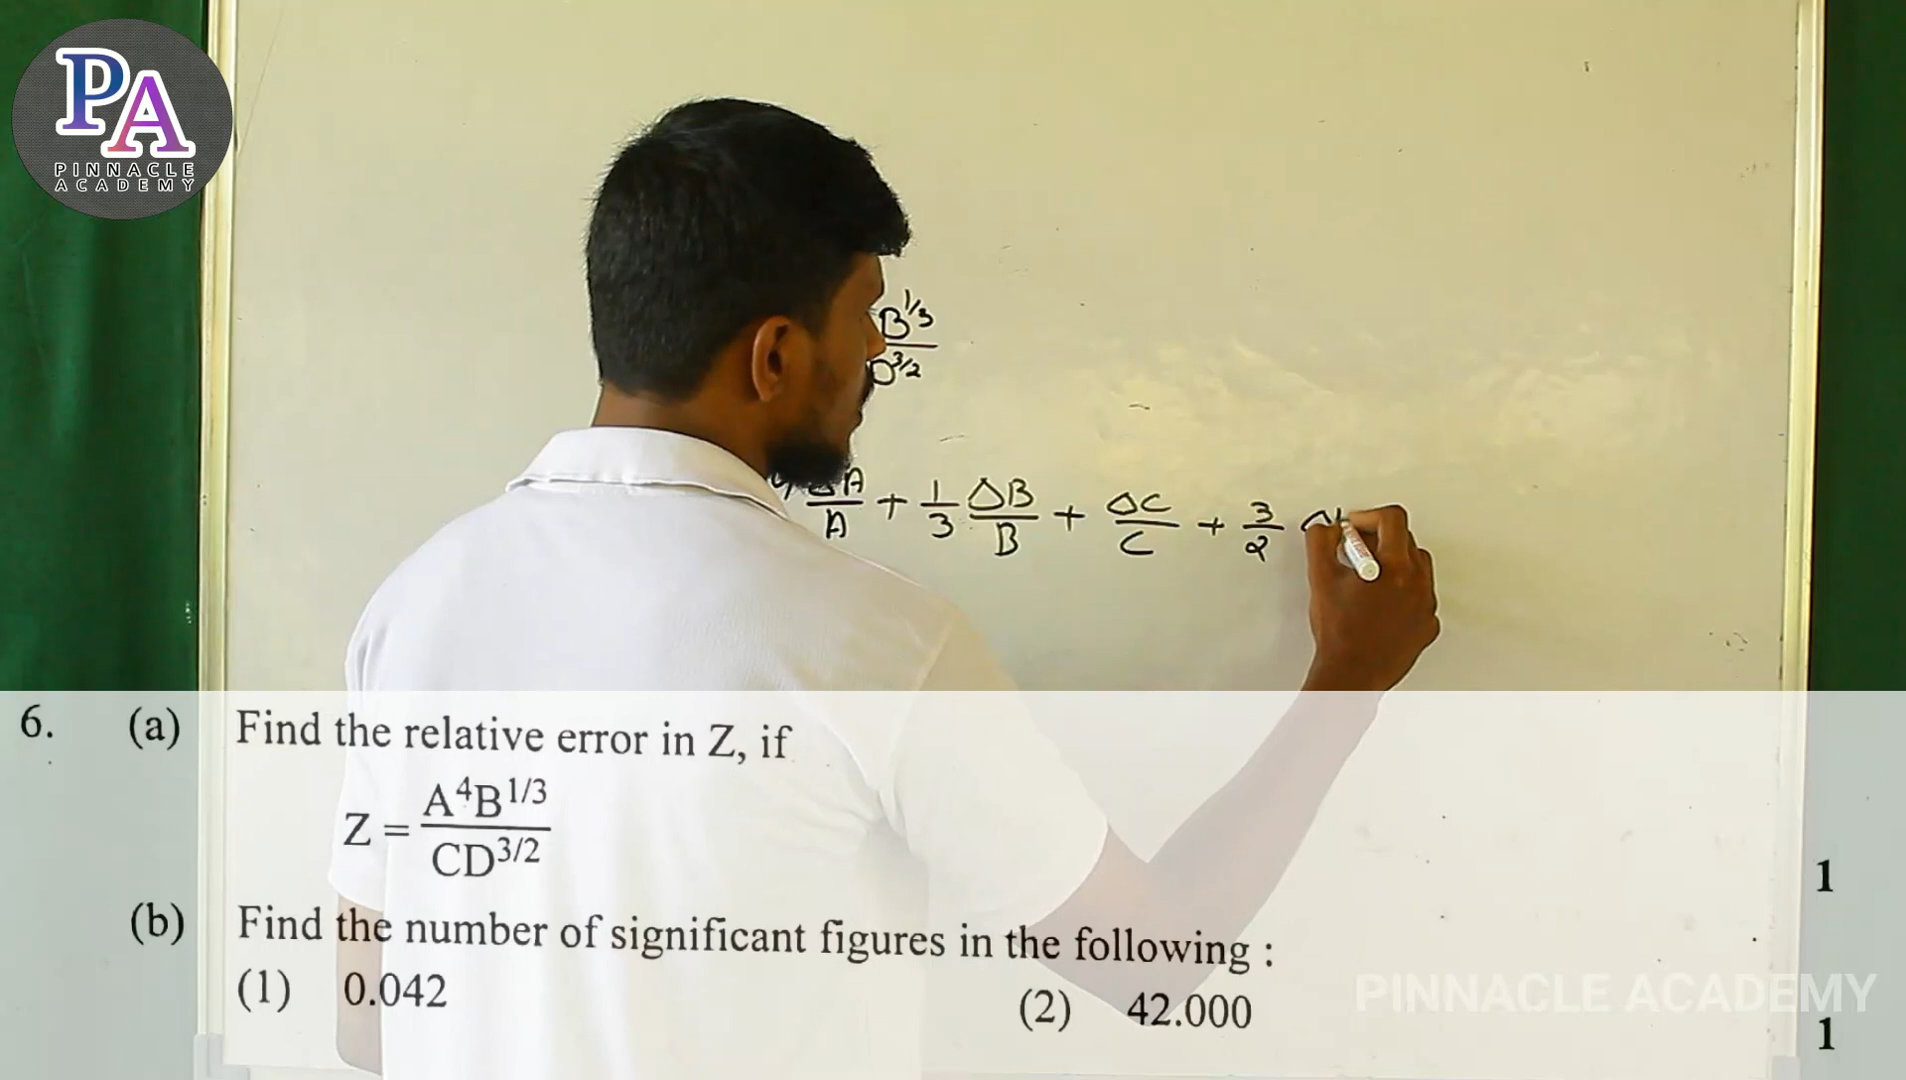 PA
PINNACLE
ACADEMY
B^1/3
D^3/2
4 ΔA/A + 1/3 ΔB/B + ΔC/C + 3/2 Δ
6. (a) Find the relative error in Z, if
Z = A^4B^1/3 / CD^3/2
1
(b) Find the number of significant figures in the following :
(1) 0.042 (2) 42.000
PINNACLE ACADEMY
1